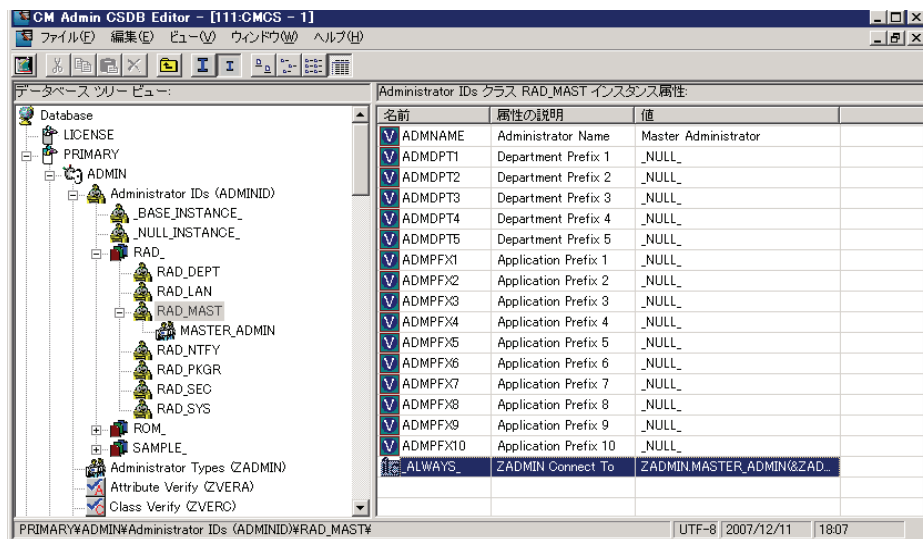 CM Admin CSDB Editor - [111:CMCS - 1]
ファイル(F) 編集(E) ビュー(V) ウィンドウ(W) ヘルプ(H)
データベース ツリー ビュー:
Database
LICENSE
PRIMARY
ADMIN
Administrator IDs (ADMINID)
_BASE_INSTANCE_
_NULL_INSTANCE_
RAD_
RAD_DEPT
RAD_LAN
RAD_MAST
MASTER_ADMIN
RAD_NTFY
RAD_PKGR
RAD_SEC
RAD_SYS
ROM_
SAMPLE_
Administrator Types (ZADMIN)
Attribute Verify (ZVERA)
Class Verify (ZVERC)
Administrator IDs クラス RAD_MAST インスタンス属性:
名前 属性の説明 値
ADMNAME Administrator Name Master Administrator
ADMDPT1 Department Prefix 1 _NULL_
ADMDPT2 Department Prefix 2 _NULL_
ADMDPT3 Department Prefix 3 _NULL_
ADMDPT4 Department Prefix 4 _NULL_
ADMDPT5 Department Prefix 5 _NULL_
ADMPFX1 Application Prefix 1 _NULL_
ADMPFX2 Application Prefix 2 _NULL_
ADMPFX3 Application Prefix 3 _NULL_
ADMPFX4 Application Prefix 4 _NULL_
ADMPFX5 Application Prefix 5 _NULL_
ADMPFX6 Application Prefix 6 _NULL_
ADMPFX7 Application Prefix 7 _NULL_
ADMPFX8 Application Prefix 8 _NULL_
ADMPFX9 Application Prefix 9 _NULL_
ADMPFX10 Application Prefix 10 _NULL_
_ALWAYS_ ZADMIN Connect To ZADMIN.MASTER_ADMIN(&ZAD...
PRIMARY¥ADMIN¥Administrator IDs (ADMINID)¥RAD_MAST¥
UTF-8 2007/12/11 18:07